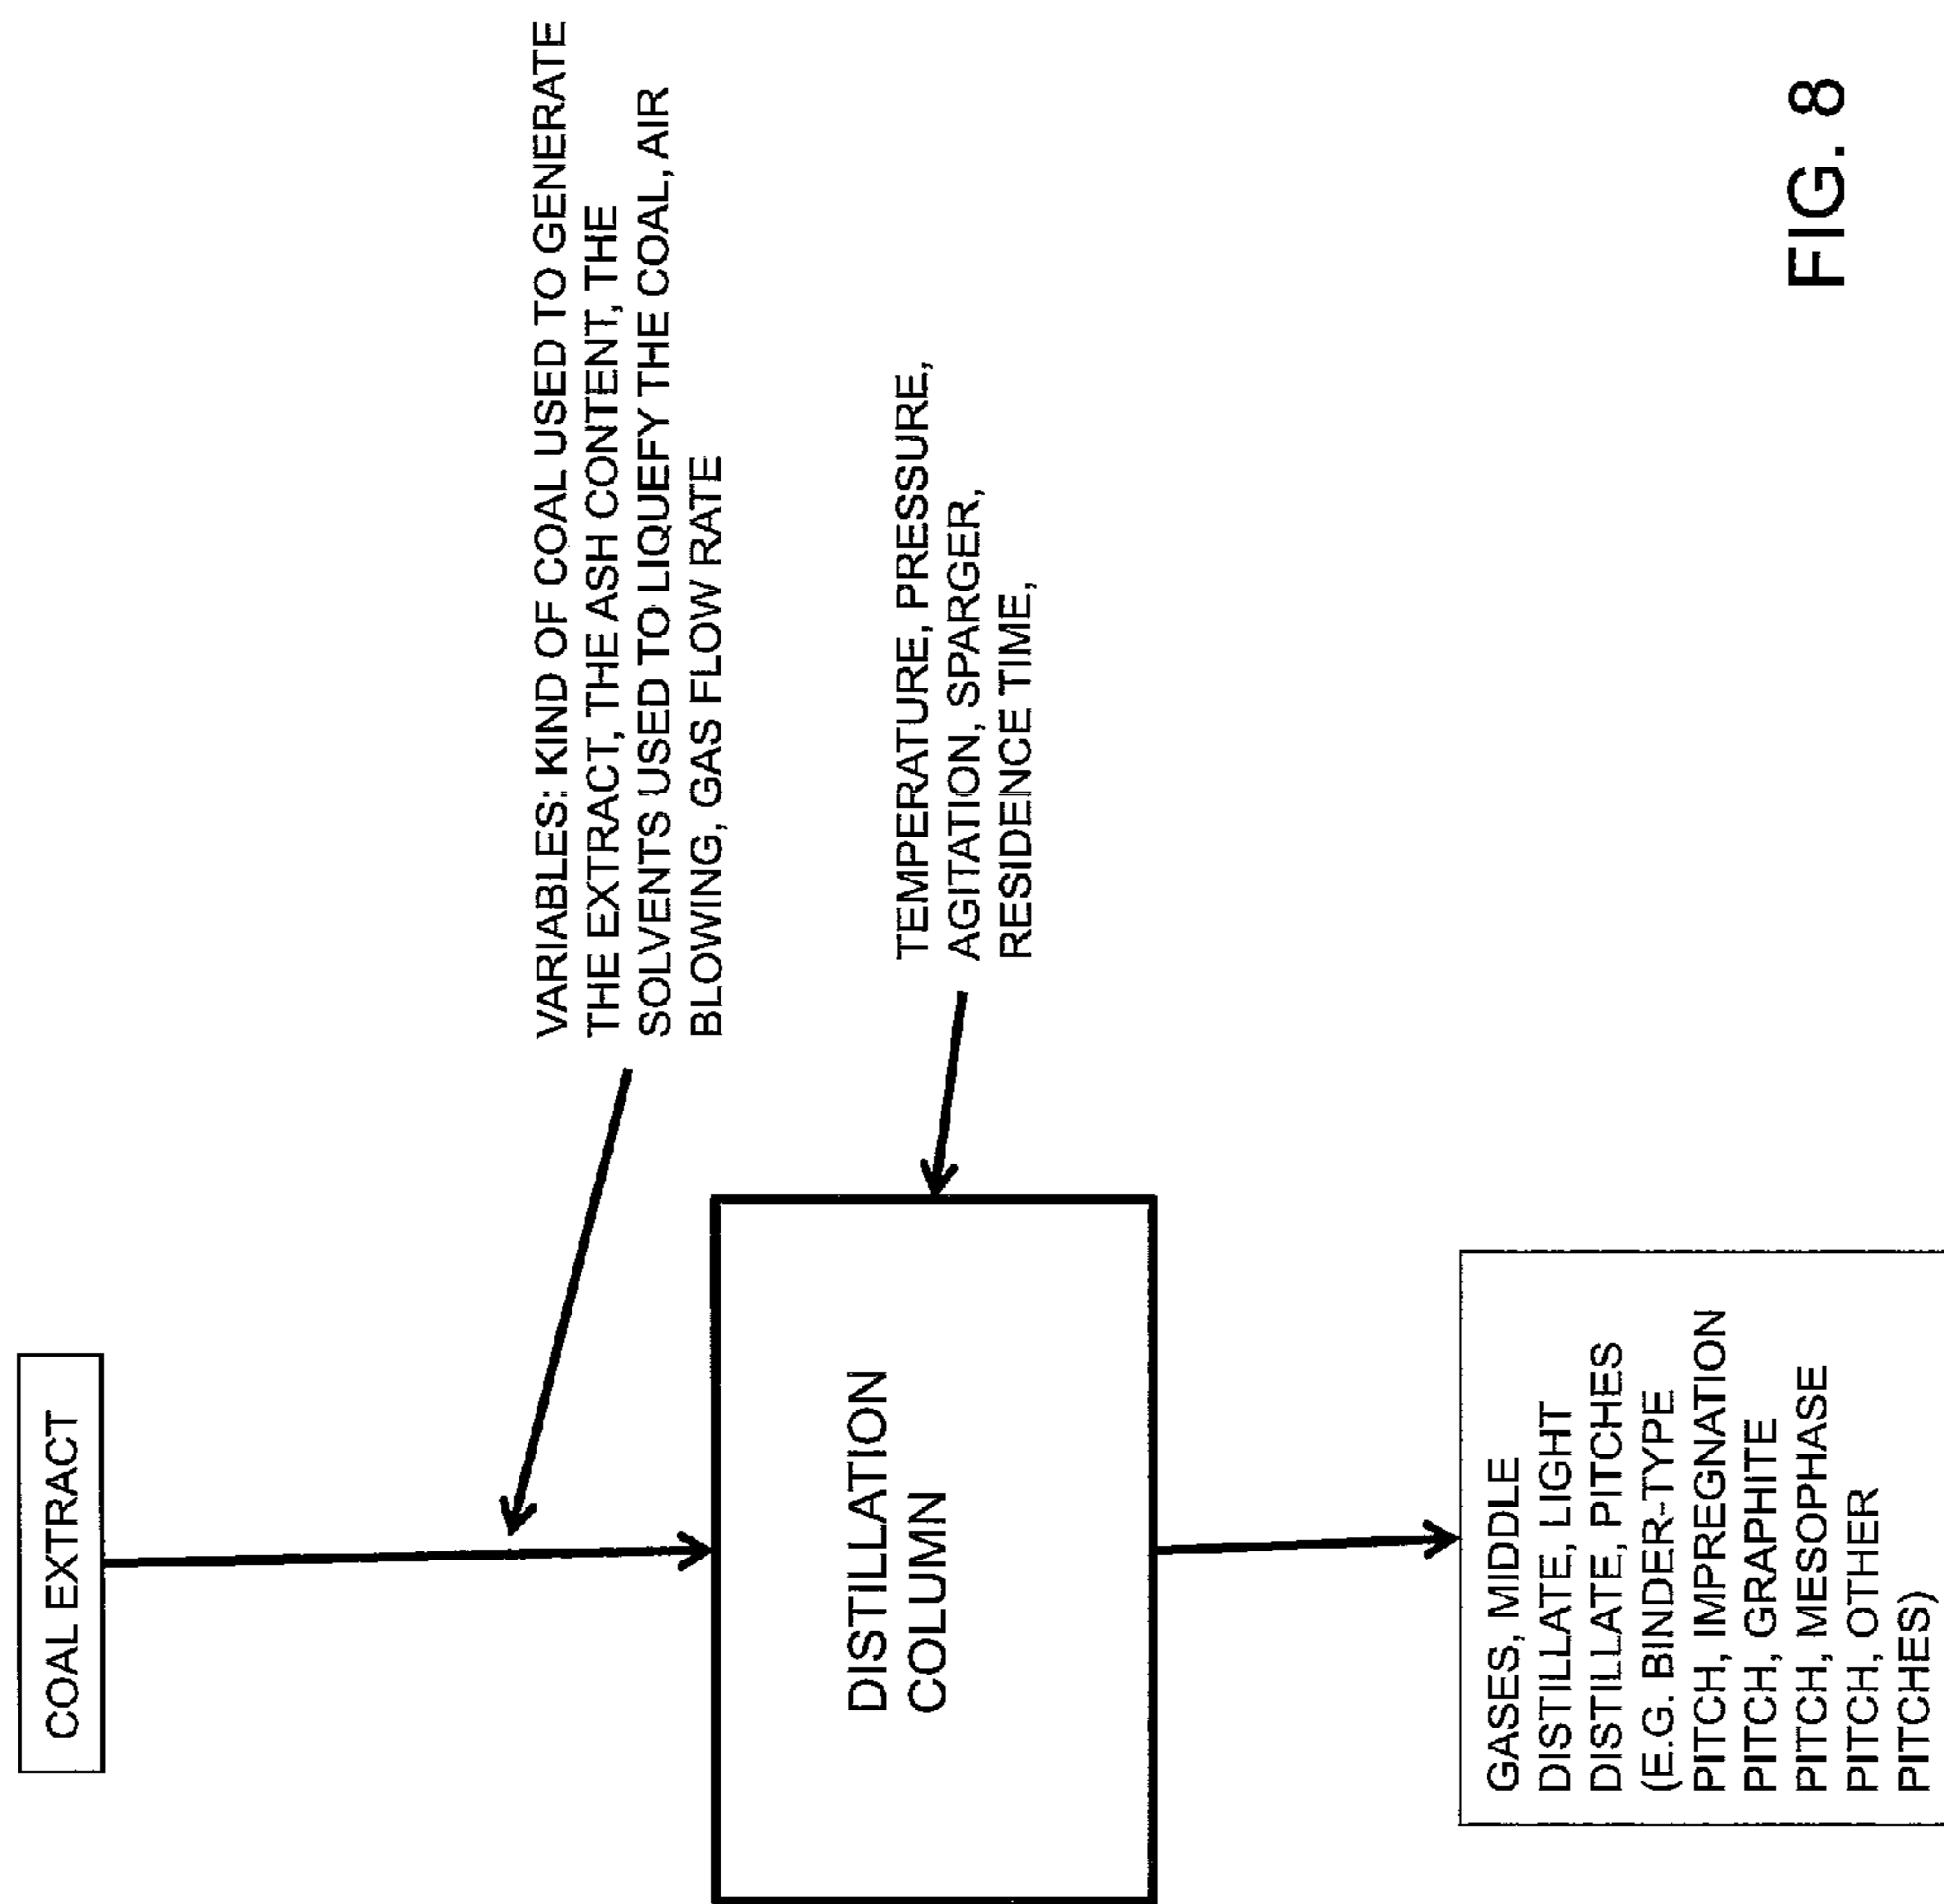 COAL EXTRACT
VARIABLES: KIND OF COAL USED TO GENERATE
THE EXTRACT, THE ASH CONTENT, THE
SOLVENTS USED TO LIQUEFY THE COAL, AIR
BLOWING, GAS FLOW RATE
DISTILLATION
COLUMN
TEMPERATURE, PRESSURE,
AGITATION, SPARGER,
RESIDENCE TIME,
GASES, MIDDLE
DISTILLATE, LIGHT
DISTILLATE, PITCHES
(E.G. BINDER-TYPE
PITCH, IMPREGNATION
PITCH, GRAPHITE
PITCH, MESOPHASE
PITCH, OTHER
PITCHES)
FIG. 8